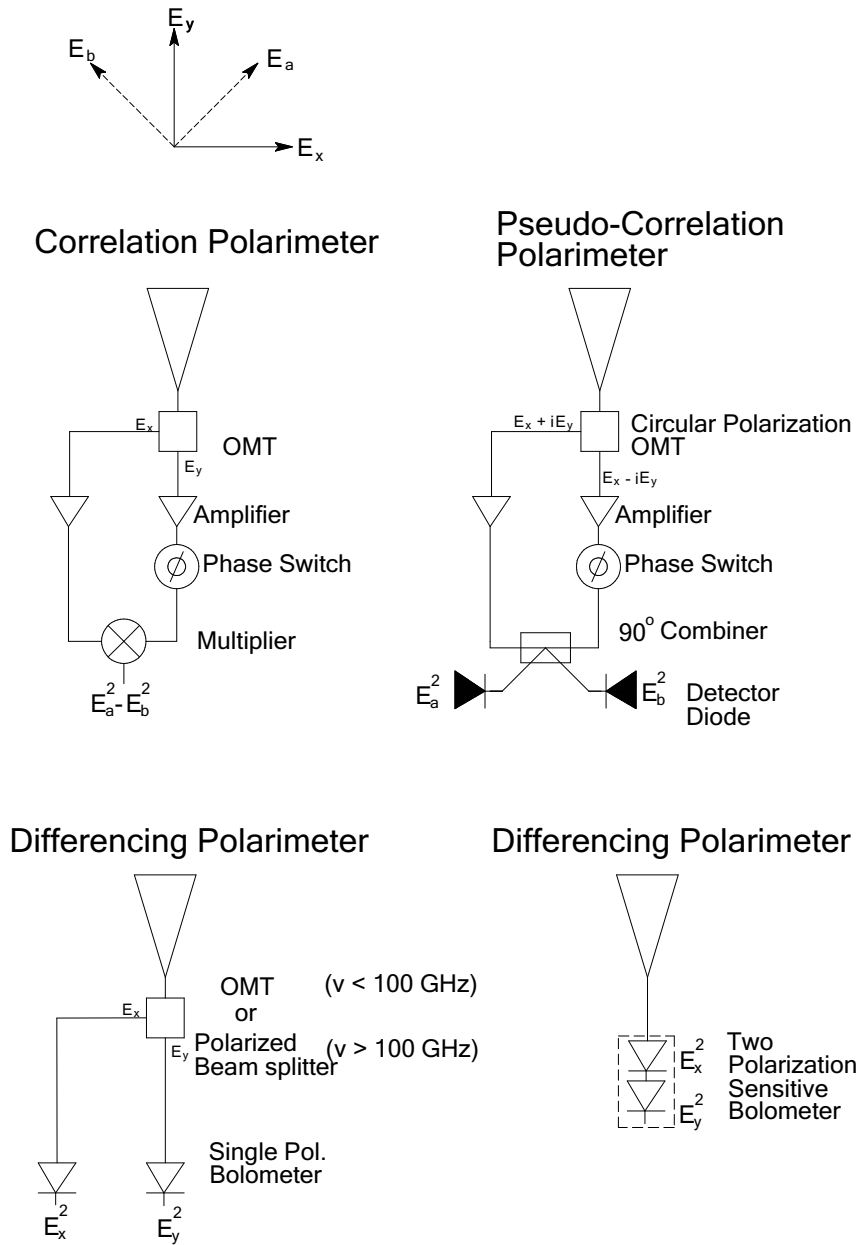 E_y
E_b
E_a
E_x
Correlation Polarimeter
E_x
OMT
E_y
Amplifier
Ø
Phase Switch
Multiplier
E_a^2-E_b^2
Pseudo-Correlation
Polarimeter
E_x + iE_y
Circular Polarization
OMT
E_x - iE_y
Amplifier
Ø
Phase Switch
90° Combiner
E_a^2
E_b^2
Detector
Diode
Differencing Polarimeter
E_x
OMT (ν < 100 GHz)
or
E_y
Polarized (ν > 100 GHz)
Beam splitter
Single Pol.
Bolometer
E_x^2
E_y^2
Differencing Polarimeter
E_x^2
E_y^2
Two
Polarization
Sensitive
Bolometer